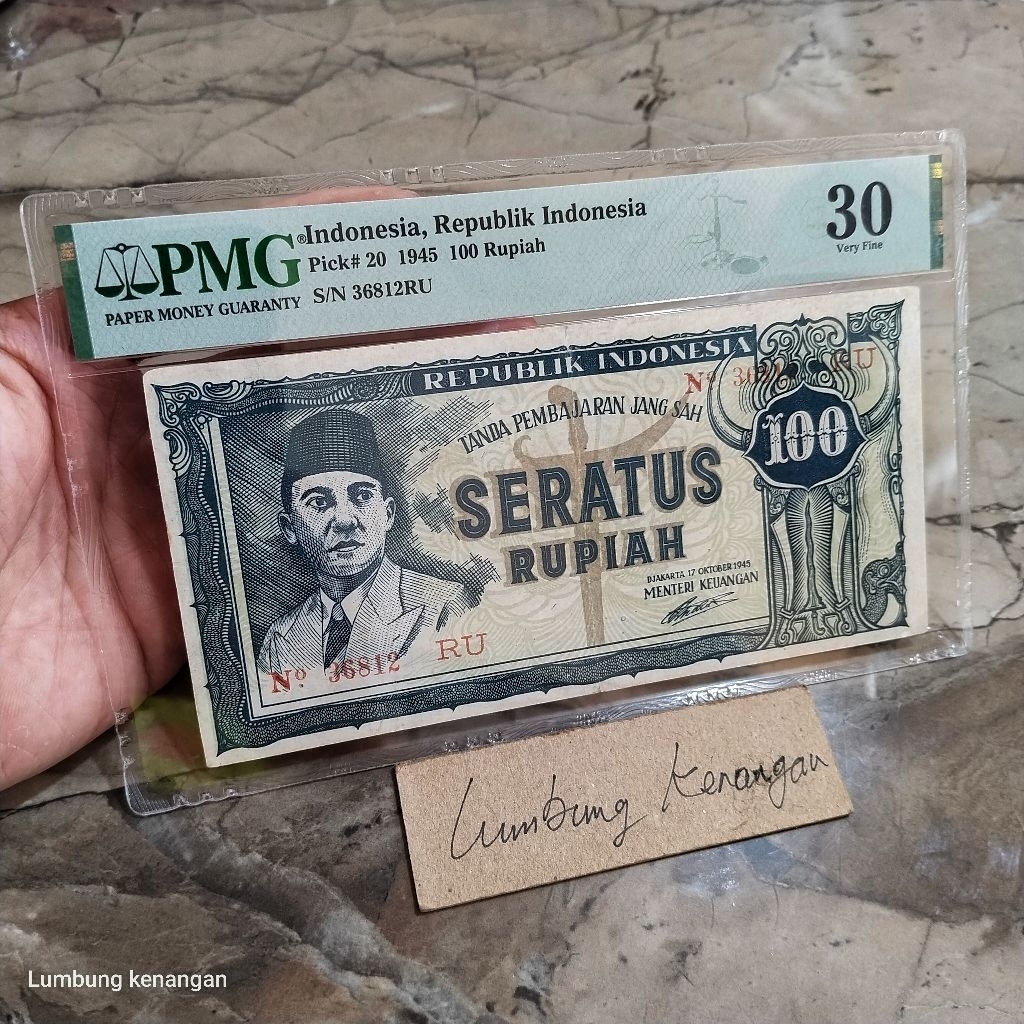 PMG®
PAPER MONEY GUARANTY
Indonesia, Republik Indonesia
Pick# 20 1945 100 Rupiah
S/N 36812RU
30
Very Fine
REPUBLIK INDONESIA
Nº RU
TANDA PEMBAJARAN JANG SAH
100
SERATUS
RUPIAH
DJAKARTA 17 OKTOBER 1945
MENTERI KEUANGAN
Nº 36812 RU
Lumbung kenangan
Lumbung kenangan